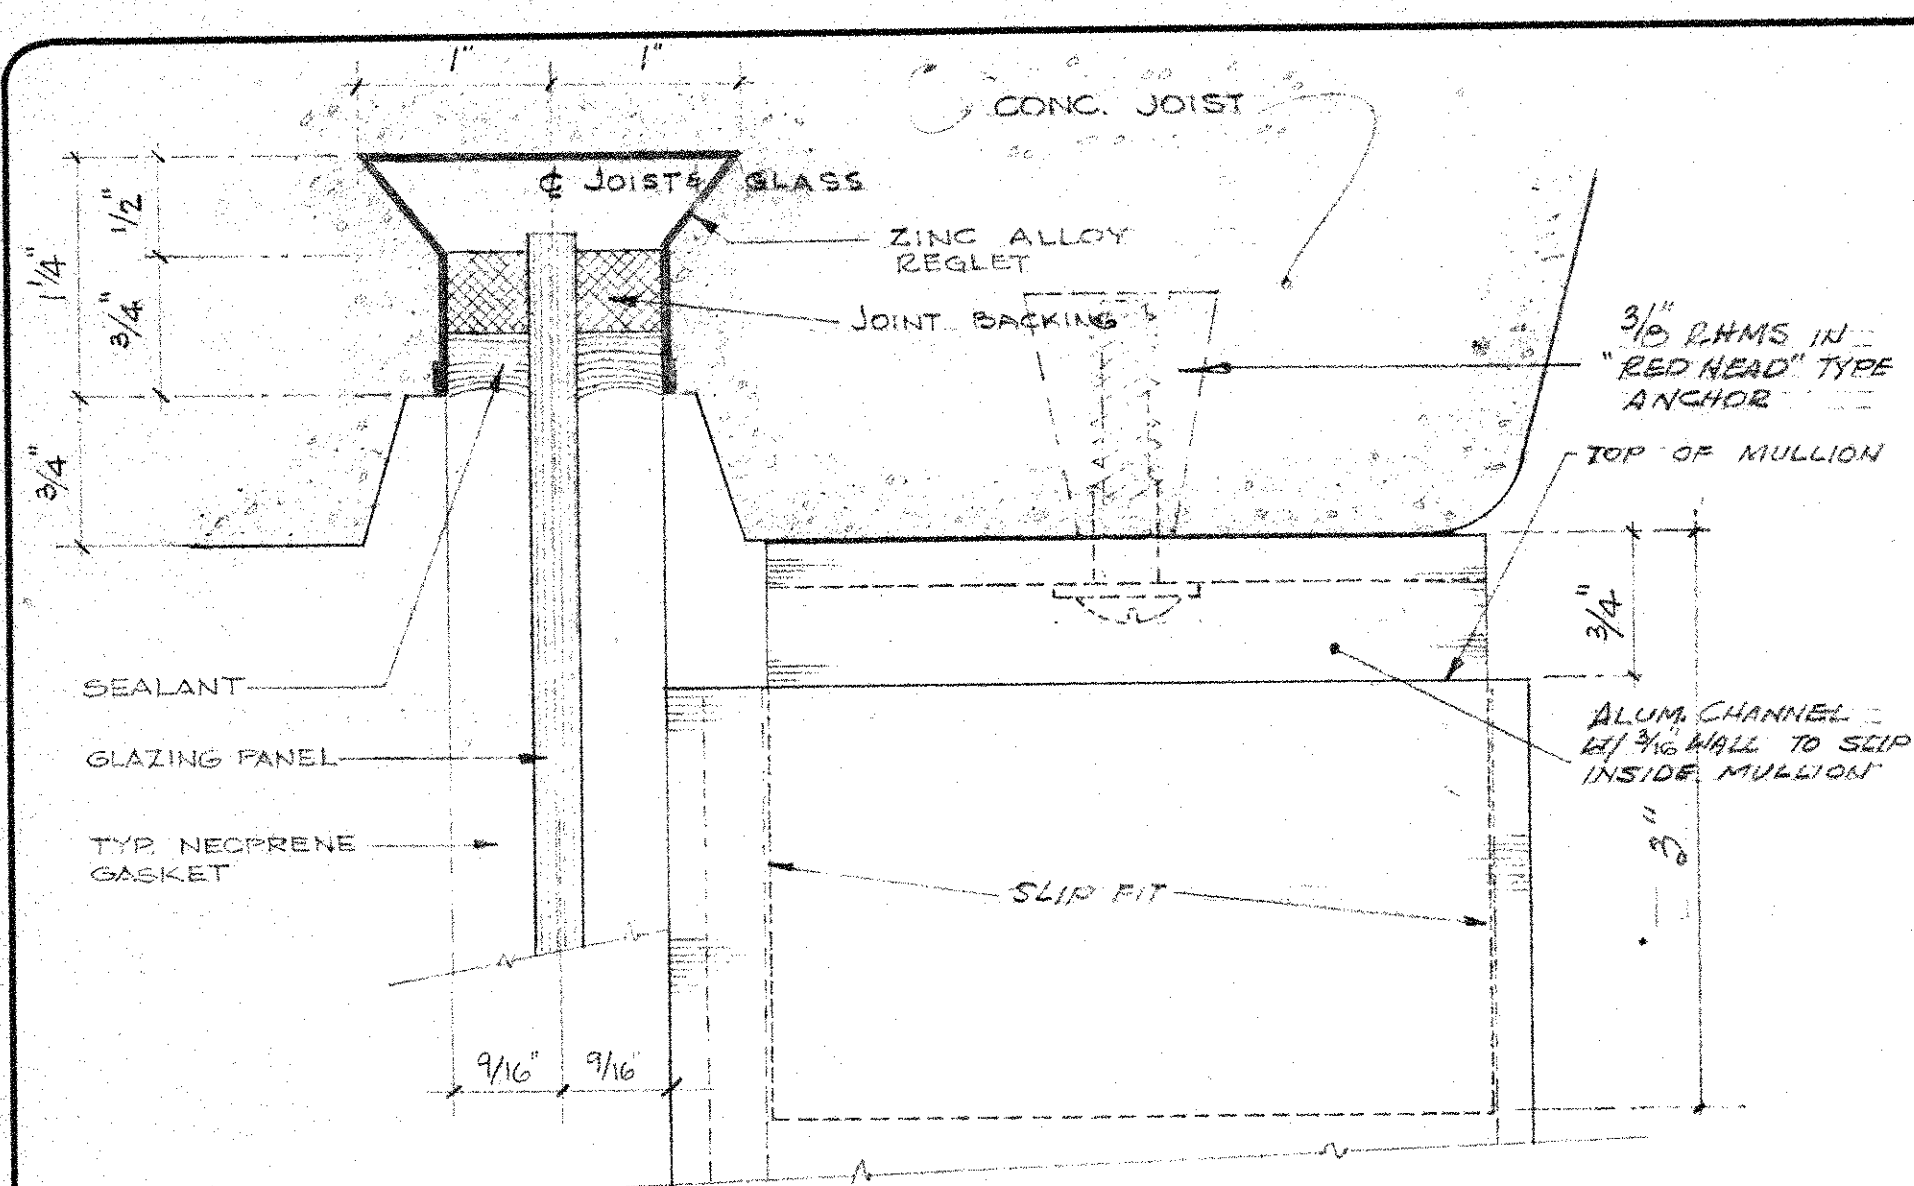 1" 1"
CONC. JOIST
℄ JOIST & GLASS
1/2"
1 1/4"
3/4"
3/4"
ZINC ALLOY
REGLET
JOINT BACKING
3/8 RHMS IN
"RED HEAD" TYPE
ANCHOR
TOP OF MULLION
3/4"
SEALANT
GLAZING PANEL
TYP. NEOPRENE
GASKET
ALUM. CHANNEL
W/ 3/16" WALL TO SLIP
INSIDE MULLION
3"
SLIP FIT
9/16" 9/16"